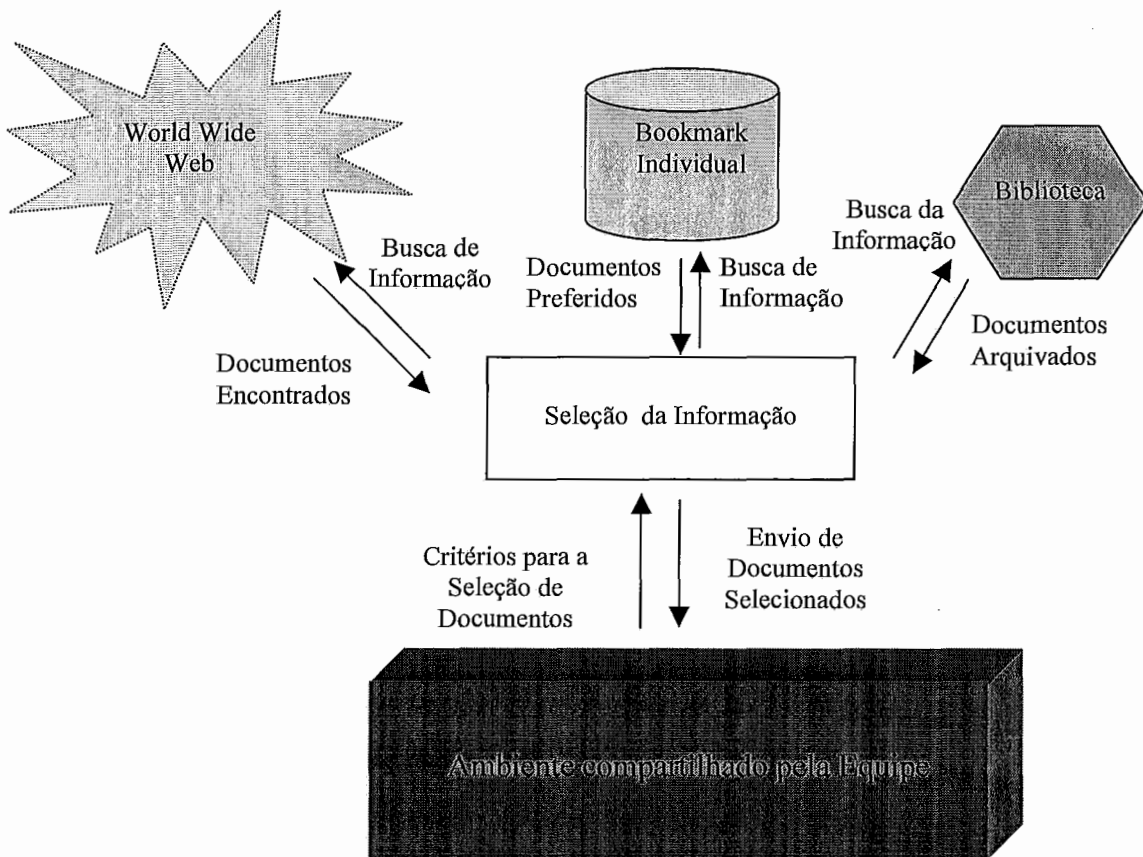 World Wide
Web
Bookmark
Individual
Biblioteca
Busca de
Informação
Documentos
Preferidos
Busca de
Informação
Busca da
Informação
Documentos
Encontrados
Documentos
Arquivados
Seleção da Informação
Critérios para a
Seleção de
Documentos
Envio de
Documentos
Selecionados
Ambiente compartilhado pela Equipe